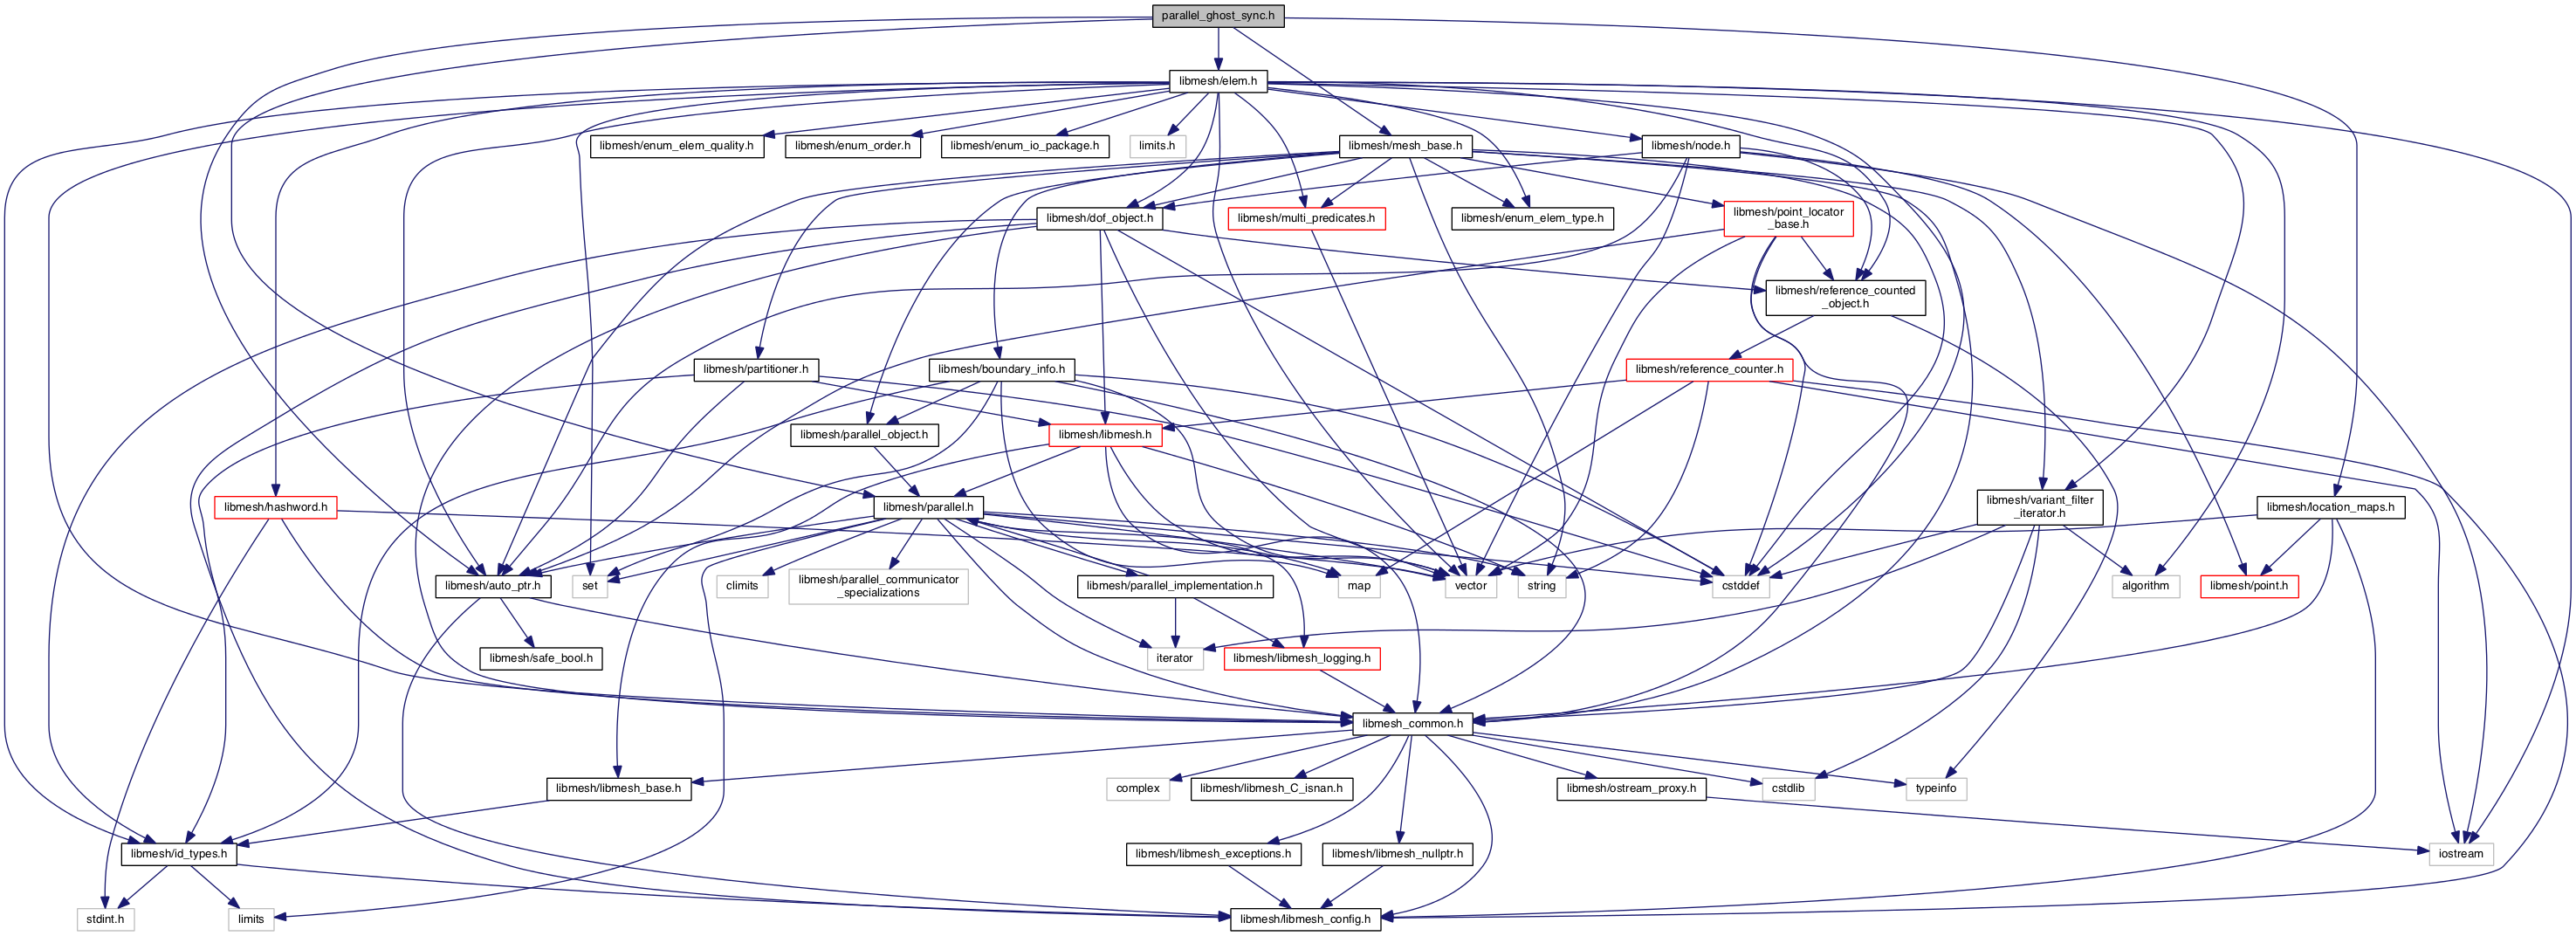 parallel_ghost_sync.h
libmesh/elem.h
libmesh/enum_elem_quality.h
libmesh/enum_order.h
libmesh/enum_io_package.h
limits.h
libmesh/mesh_base.h
libmesh/node.h
libmesh/dof_object.h
libmesh/multi_predicates.h
libmesh/enum_elem_type.h
libmesh/point_locator
_base.h
libmesh/reference_counted
_object.h
libmesh/partitioner.h
libmesh/boundary_info.h
libmesh/reference_counter.h
libmesh/parallel_object.h
libmesh/libmesh.h
libmesh/hashword.h
libmesh/parallel.h
libmesh/variant_filter
_iterator.h
libmesh/location_maps.h
libmesh/auto_ptr.h
set
climits
libmesh/parallel_communicator
_specializations
libmesh/parallel_implementation.h
map
vector
string
cstddef
algorithm
libmesh/point.h
libmesh/safe_bool.h
iterator
libmesh/libmesh_logging.h
libmesh_common.h
libmesh/libmesh_base.h
complex
libmesh/libmesh_C_isnan.h
libmesh/ostream_proxy.h
cstdlib
typeinfo
libmesh/id_types.h
libmesh/libmesh_exceptions.h
libmesh/libmesh_nullptr.h
iostream
stdint.h
limits
libmesh/libmesh_config.h